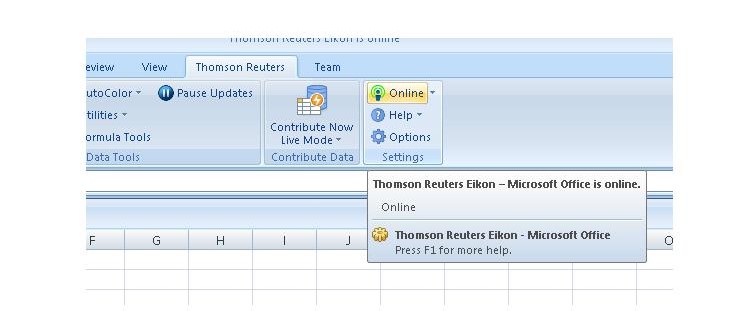 Thomson Reuters Eikon is online
eview View Thomson Reuters Team
utoColor Pause Updates Online
tilities Contribute Now Help
ormula Tools Live Mode Options
Data Tools Contribute Data Settings
Thomson Reuters Eikon – Microsoft Office is online.
Online
Thomson Reuters Eikon - Microsoft Office
Press F1 for more help.
F G H I J O